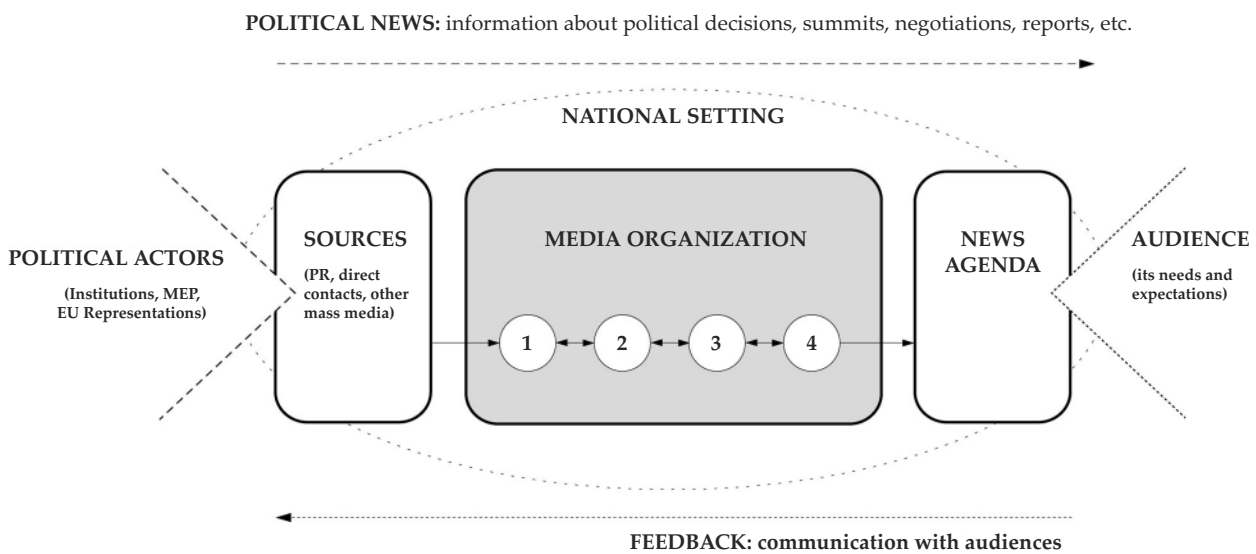 POLITICAL NEWS: information about political decisions, summits, negotiations, reports, etc.
NATIONAL SETTING
POLITICAL ACTORS
(Institutions, MEP,
EU Representations)
SOURCES
(PR, direct
contacts, other
mass media)
MEDIA ORGANIZATION
1
2
3
4
NEWS
AGENDA
AUDIENCE
(its needs and
expectations)
FEEDBACK: communication with audiences